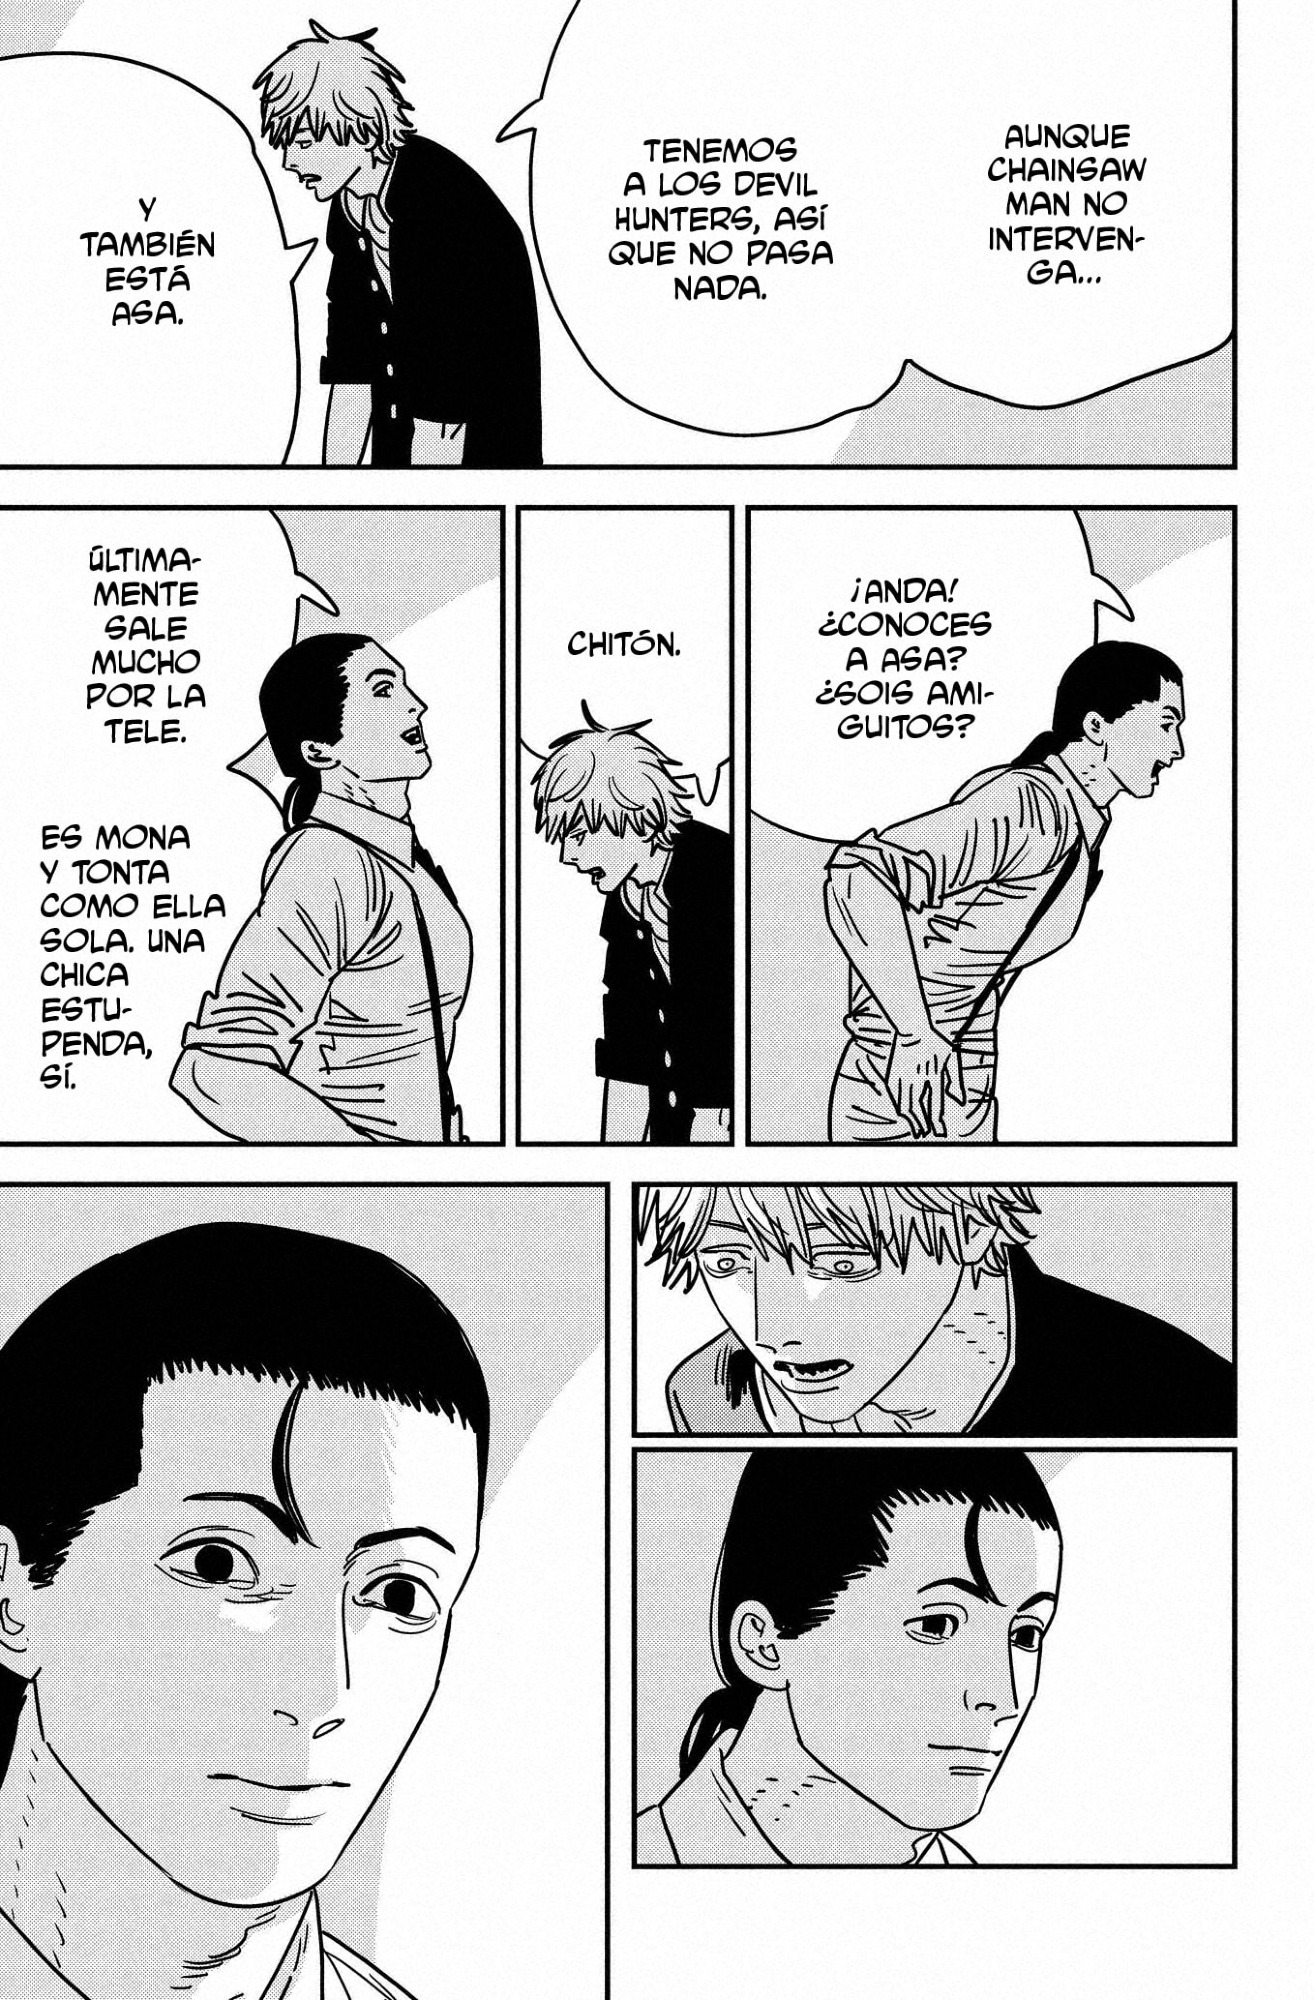 AUNQUE
CHAINSAW
MAN NO
INTERVEN-
GA...
TENEMOS
A LOS DEVIL
HUNTERS, ASÍ
QUE NO PASA
NADA.
Y
TAMBIÉN
ESTÁ
ASA.
¡ANDA!
¿CONOCES
A ASA?
¿SOIS AMI-
GUITOS?
CHITÓN.
ÚLTIMA-
MENTE
SALE
MUCHO
POR LA
TELE.
ES MONA
Y TONTA
COMO ELLA
SOLA. UNA
CHICA
ESTU-
PENDA,
SÍ.